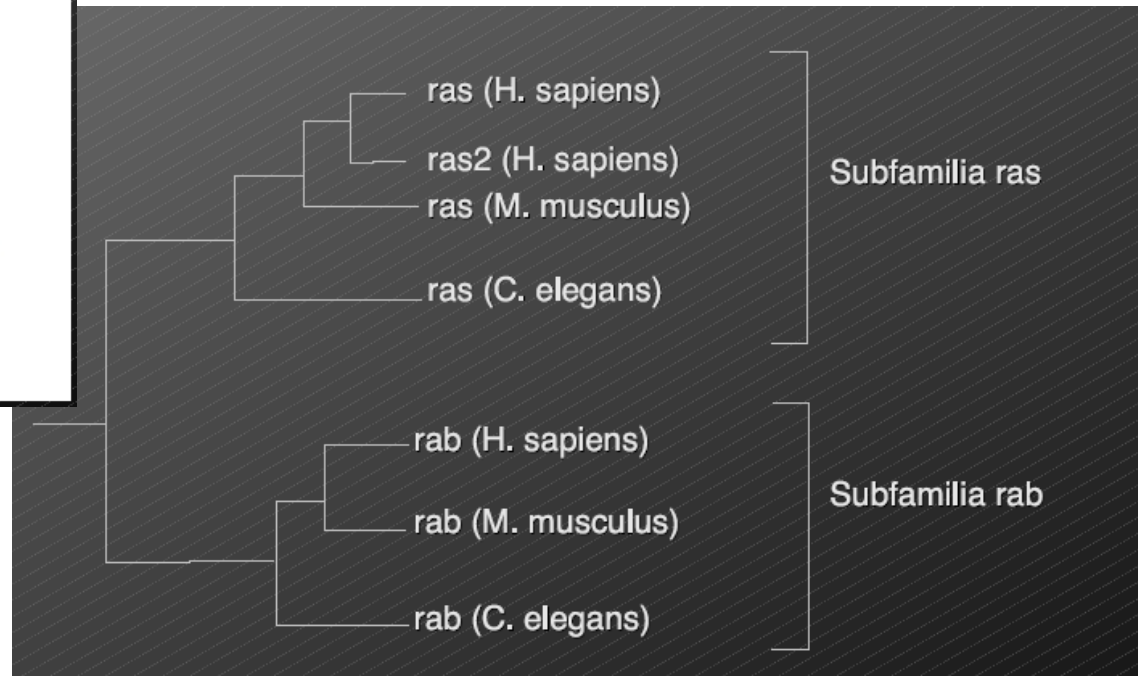 ras (H. sapiens)
ras2 (H. sapiens)
ras (M. musculus)
ras (C. elegans)
Subfamilia ras
rab (H. sapiens)
rab (M. musculus)
rab (C. elegans)
Subfamilia rab